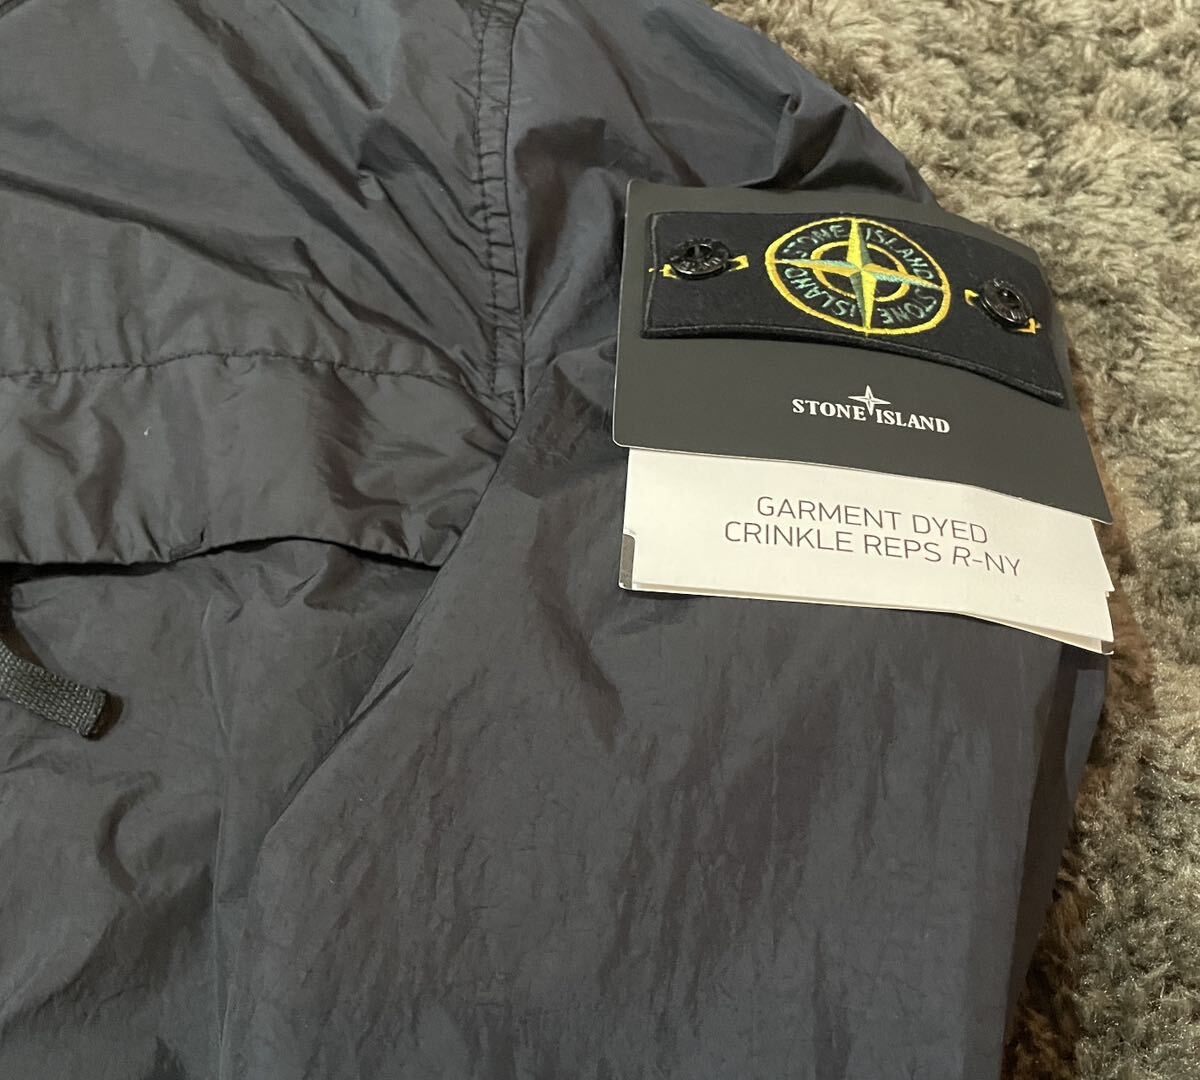 STONE ISLAND STONE ISLAND
STONE ISLAND
GARMENT DYED
CRINKLE REPS R-NY